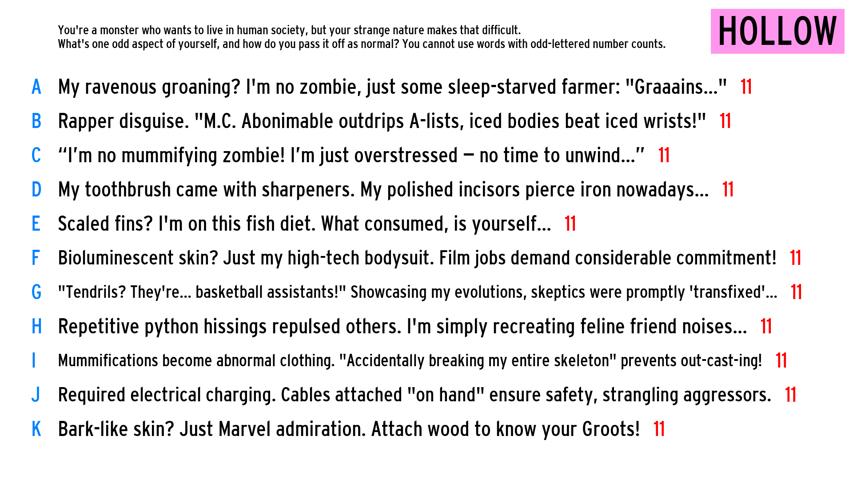 You're a monster who wants to live in human society, but your strange nature makes that difficult.
What's one odd aspect of yourself, and how do you pass it off as normal? You cannot use words with odd-lettered number counts.
HOLLOW
A My ravenous groaning? I'm no zombie, just some sleep-starved farmer: "Graaains..." 11
B Rapper disguise. "M.C. Abonimable outdrips A-lists, iced bodies beat iced wrists!" 11
C “I’m no mummifying zombie! I’m just overstressed – no time to unwind...” 11
D My toothbrush came with sharpeners. My polished incisors pierce iron nowadays... 11
E Scaled fins? I'm on this fish diet. What consumed, is yourself... 11
F Bioluminescent skin? Just my high-tech bodysuit. Film jobs demand considerable commitment! 11
G "Tendrils? They're... basketball assistants!" Showcasing my evolutions, skeptics were promptly 'transfixed'... 11
H Repetitive python hissings repulsed others. I'm simply recreating feline friend noises... 11
I Mummifications become abnormal clothing. "Accidentally breaking my entire skeleton" prevents out-cast-ing! 11
J Required electrical charging. Cables attached "on hand" ensure safety, strangling aggressors. 11
K Bark-like skin? Just Marvel admiration. Attach wood to know your Groots! 11